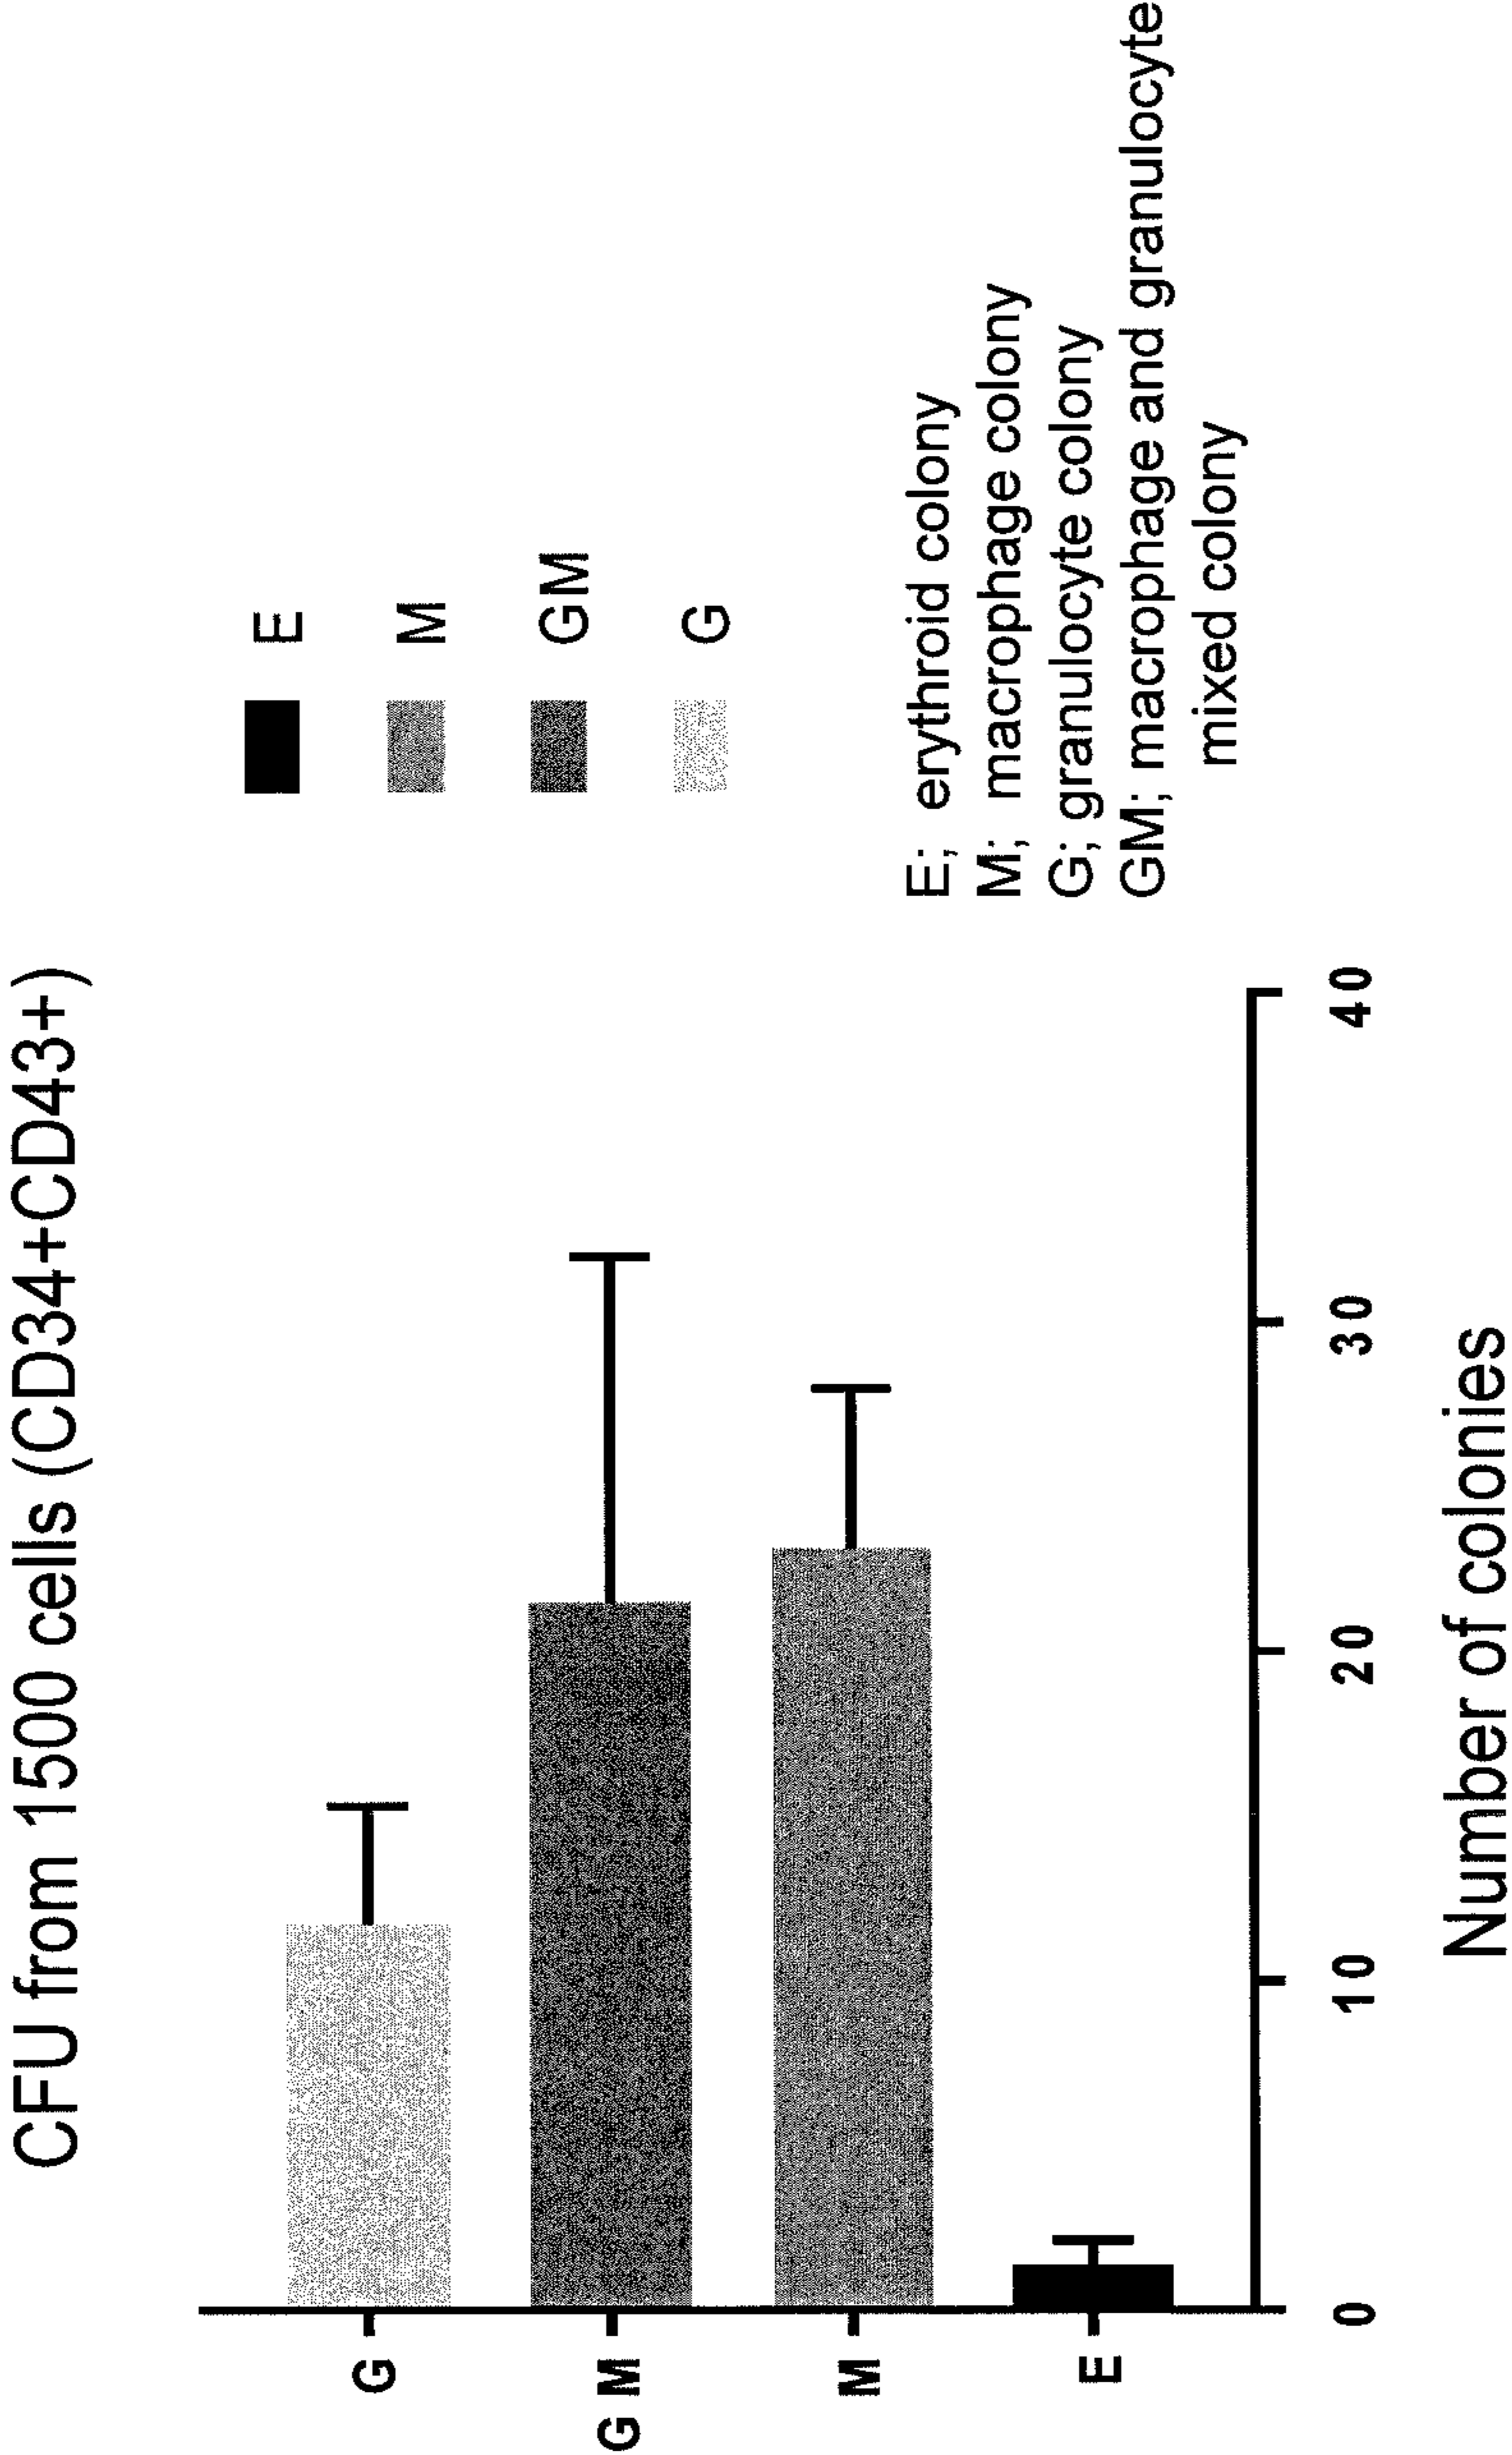 CFU from 1500 cells (CD34+CD43+)
G
GM
M
E
0
10
20
30
40
Number of colonies
E
M
GM
G
E; erythroid colony
M; macrophage colony
G; granulocyte colony
GM; macrophage and granulocyte
mixed colony